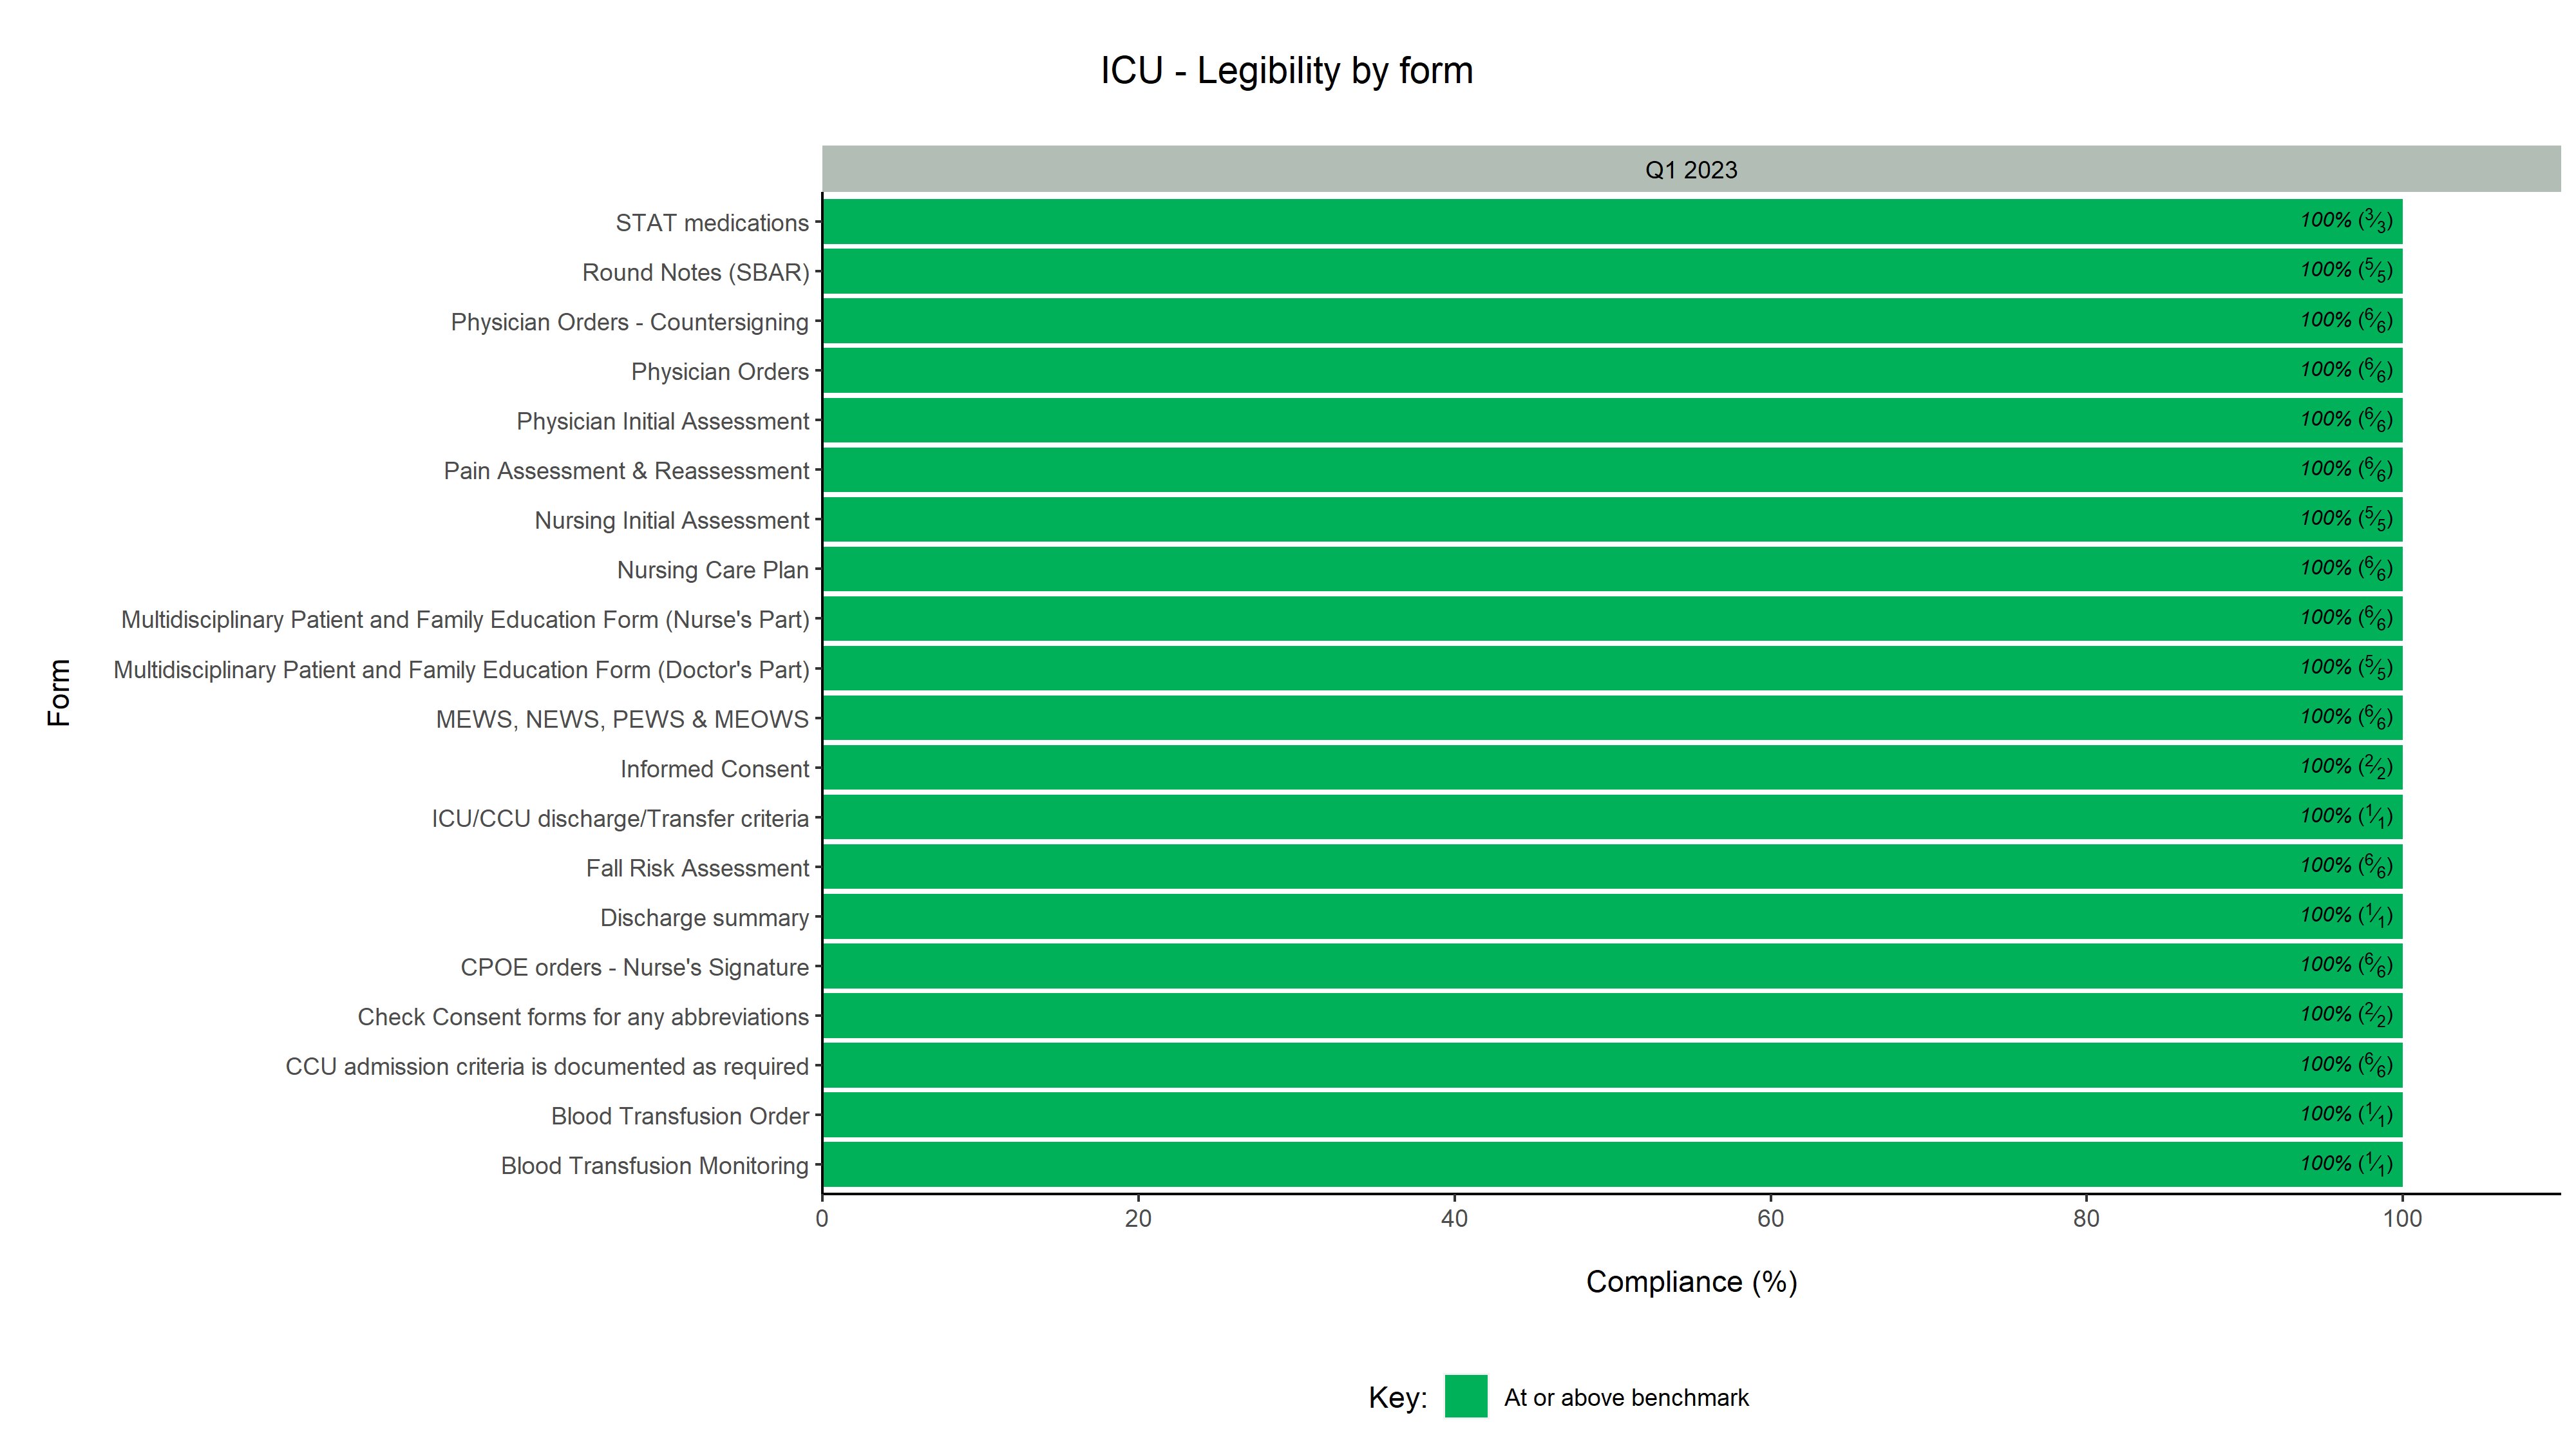 ICU - Legibility by form
Q1 2023
STAT medications 100% (3/3)
Round Notes (SBAR) 100% (5/5)
Physician Orders - Countersigning 100% (6/6)
Physician Orders 100% (6/6)
Physician Initial Assessment 100% (6/6)
Pain Assessment & Reassessment 100% (6/6)
Nursing Initial Assessment 100% (5/5)
Nursing Care Plan 100% (6/6)
Multidisciplinary Patient and Family Education Form (Nurse's Part) 100% (6/6)
Multidisciplinary Patient and Family Education Form (Doctor's Part) 100% (5/5)
MEWS, NEWS, PEWS & MEOWS 100% (6/6)
Informed Consent 100% (2/2)
ICU/CCU discharge/Transfer criteria 100% (1/1)
Fall Risk Assessment 100% (6/6)
Discharge summary 100% (1/1)
CPOE orders - Nurse's Signature 100% (6/6)
Check Consent forms for any abbreviations 100% (2/2)
CCU admission criteria is documented as required 100% (6/6)
Blood Transfusion Order 100% (1/1)
Blood Transfusion Monitoring 100% (1/1)
Form
0 20 40 60 80 100
Compliance (%)
Key: At or above benchmark